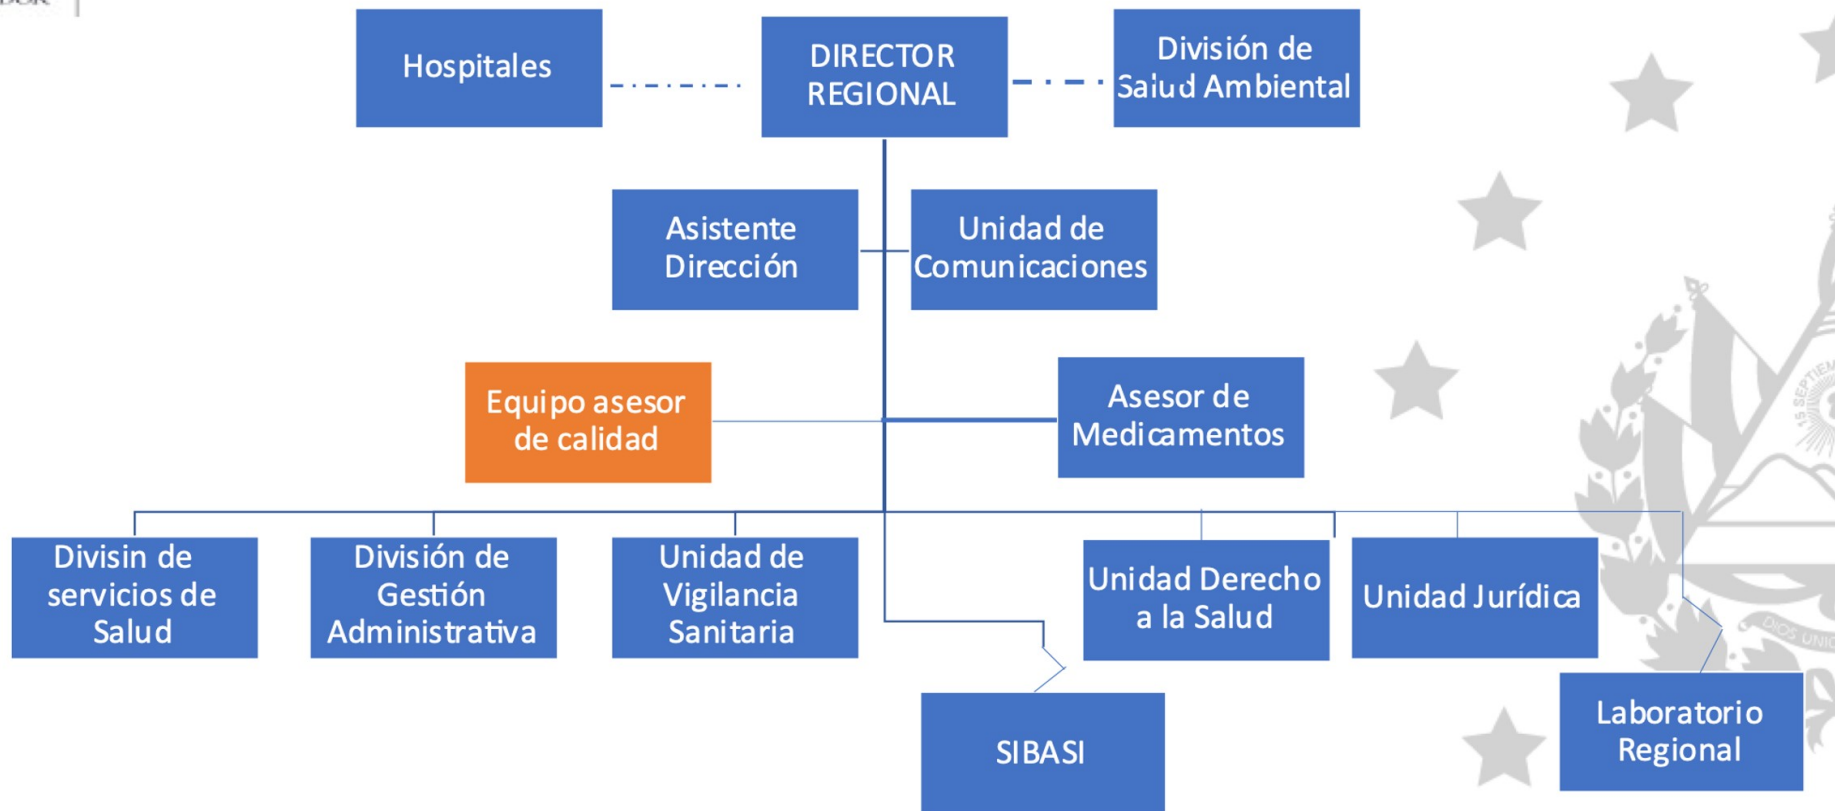 Hospitales
DIRECTOR
REGIONAL
División de
Salud Ambiental
Asistente
Dirección
Unidad de
Comunicaciones
Equipo asesor
de calidad
Asesor de
Medicamentos
Divisin de
servicios de
Salud
División de
Gestión
Administrativa
Unidad de
Vigilancia
Sanitaria
Unidad Derecho
a la Salud
Unidad Jurídica
SIBASI
Laboratorio
Regional
DIOS UNI